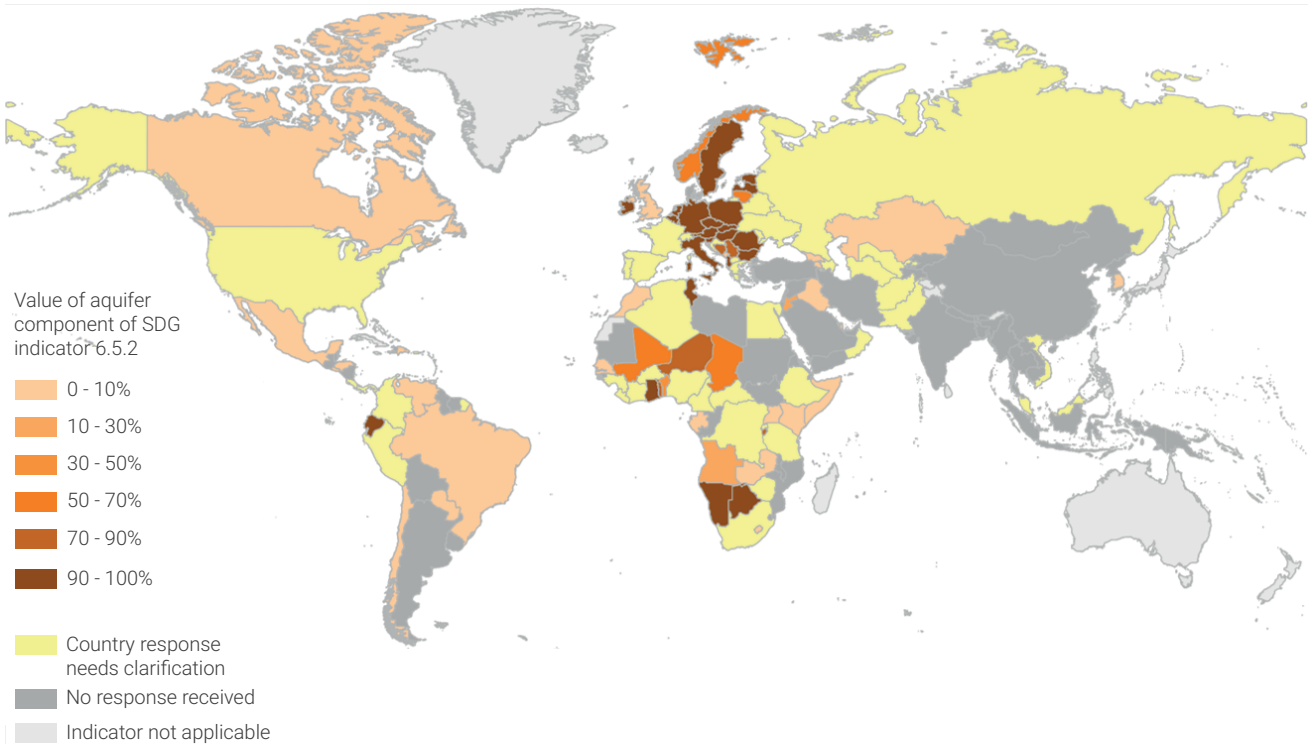 Value of aquifer
component of SDG
indicator 6.5.2
0 - 10%
10 - 30%
30 - 50%
50 - 70%
70 - 90%
90 - 100%
Country response
needs clarification
No response received
Indicator not applicable